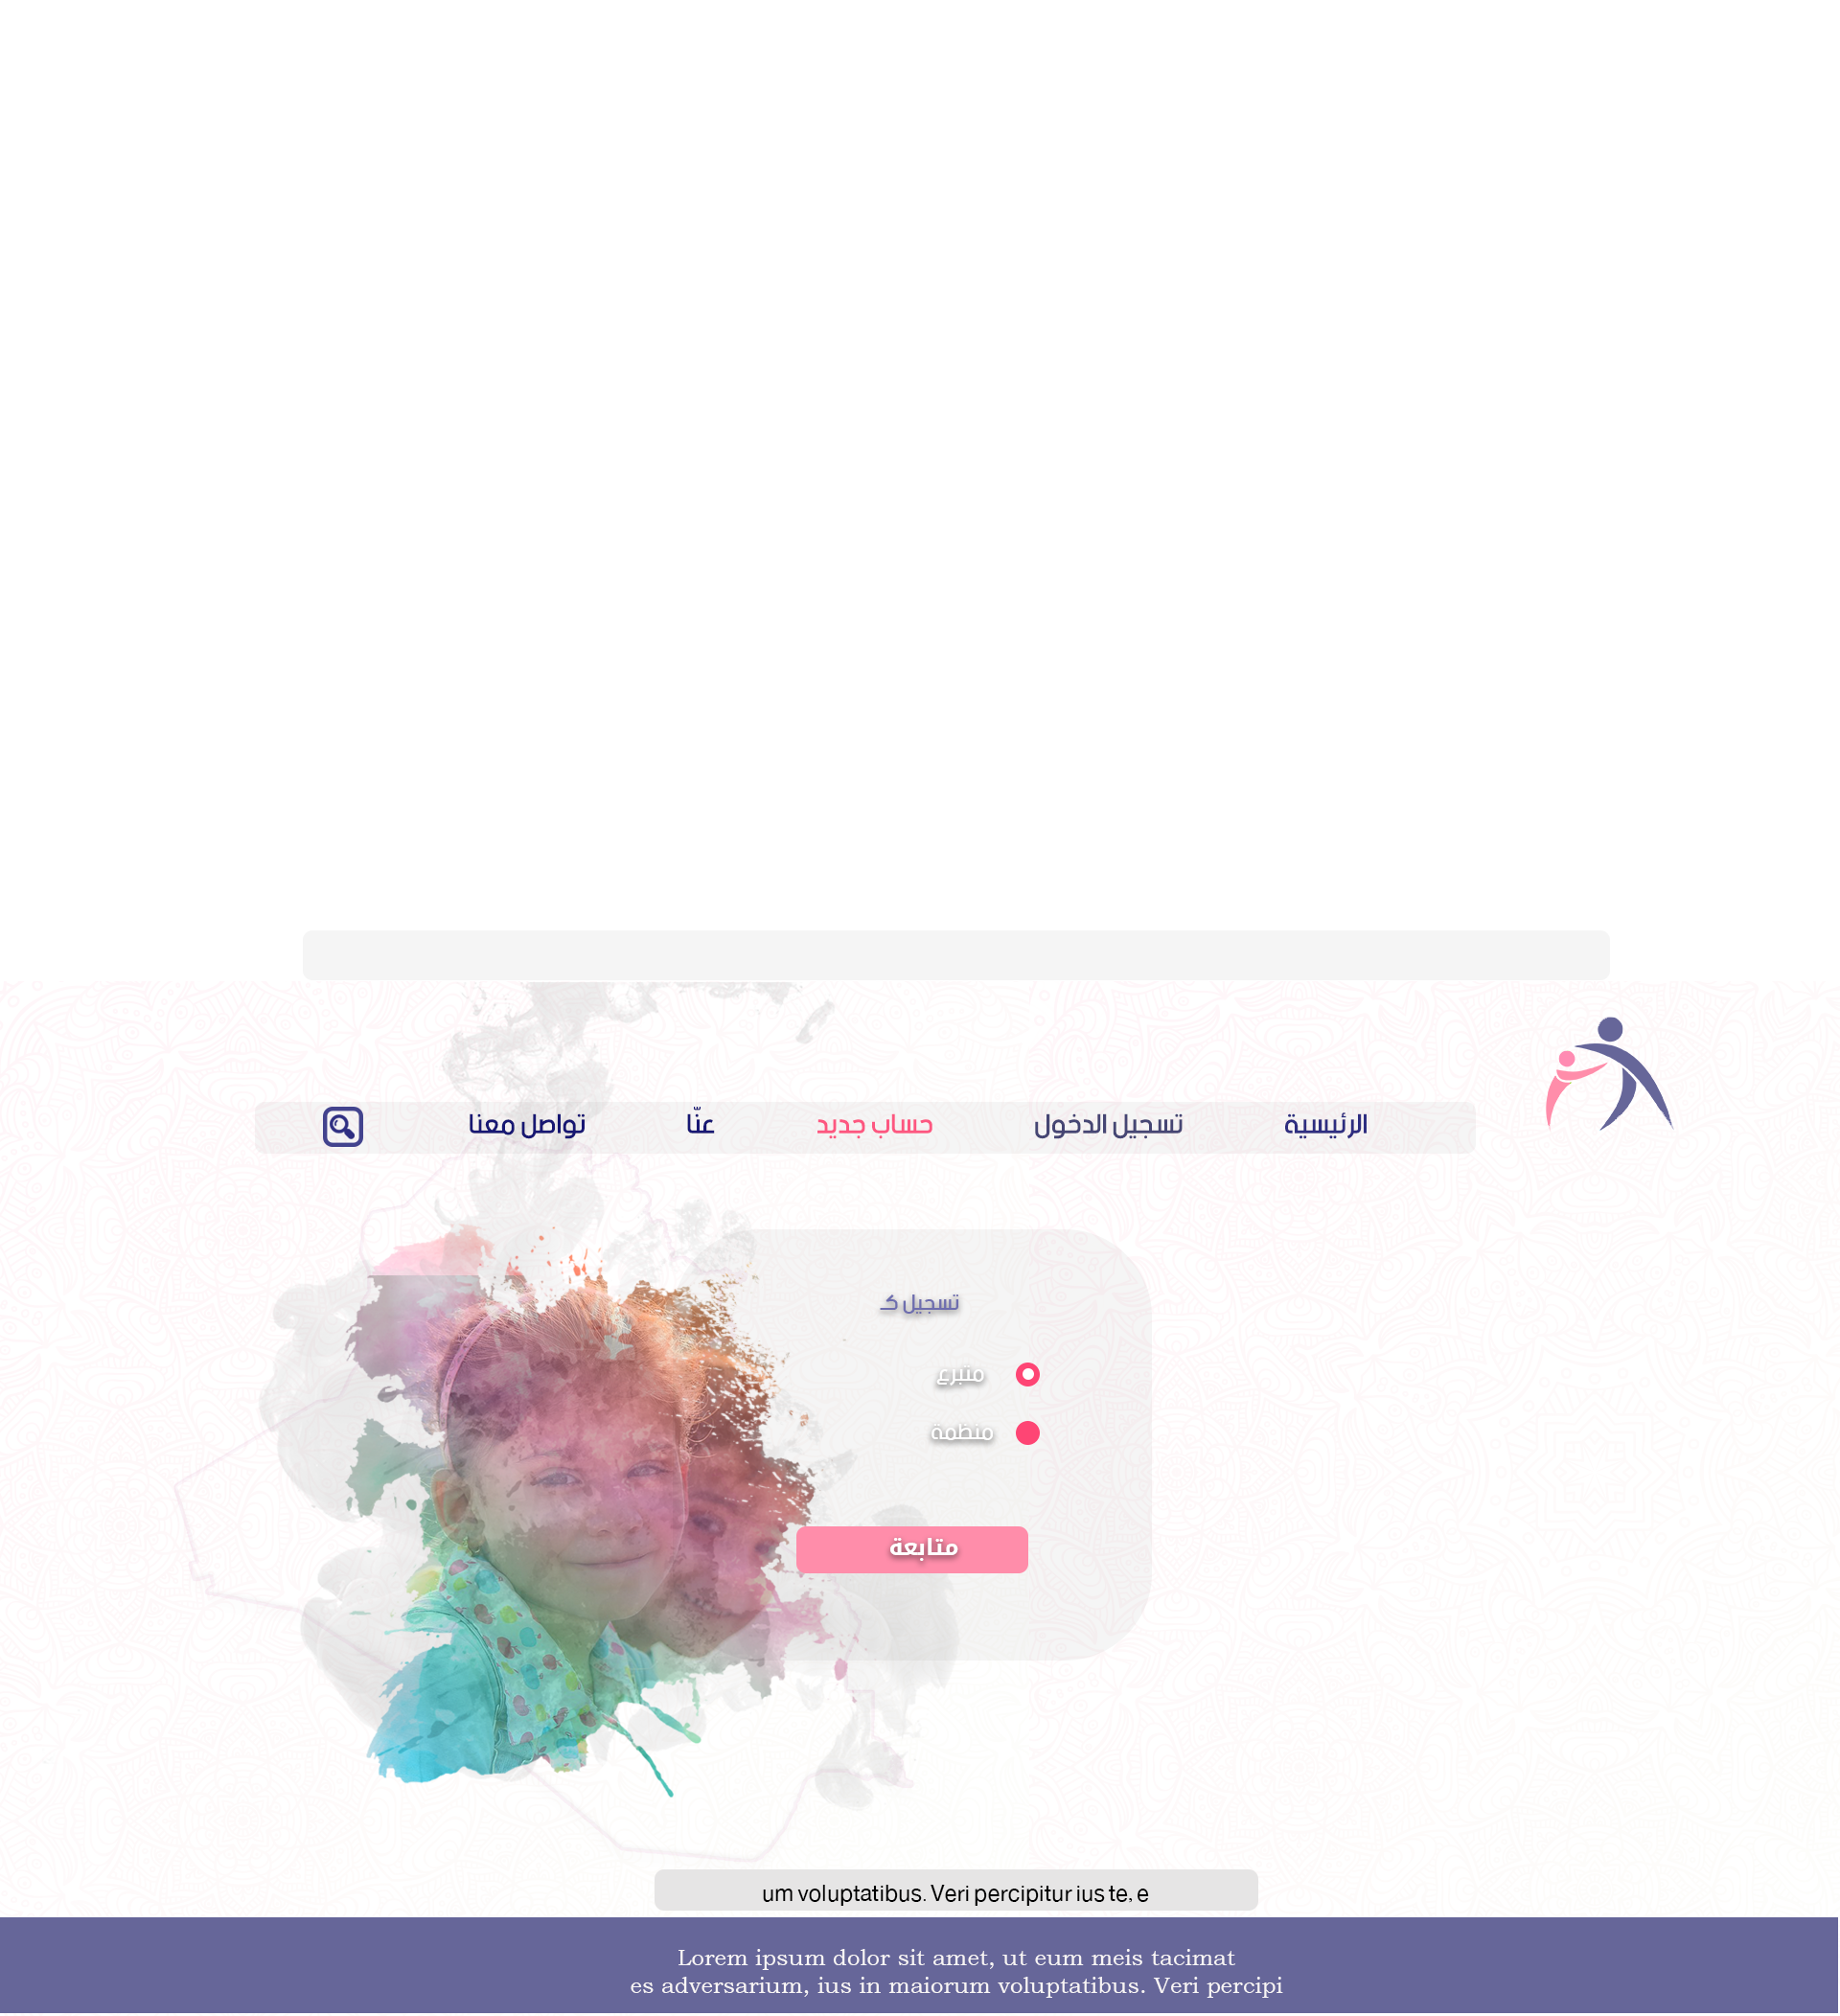 الرئيسية تسجيل الدخول حساب جديد عنّا تواصل معنا
تسجيل كـ
متبرع
منظمة
متابعة
um voluptatibus. Veri percipitur ius te, e
Lorem ipsum dolor sit amet, ut eum meis tacimat
es adversarium, ius in maiorum voluptatibus. Veri percipi